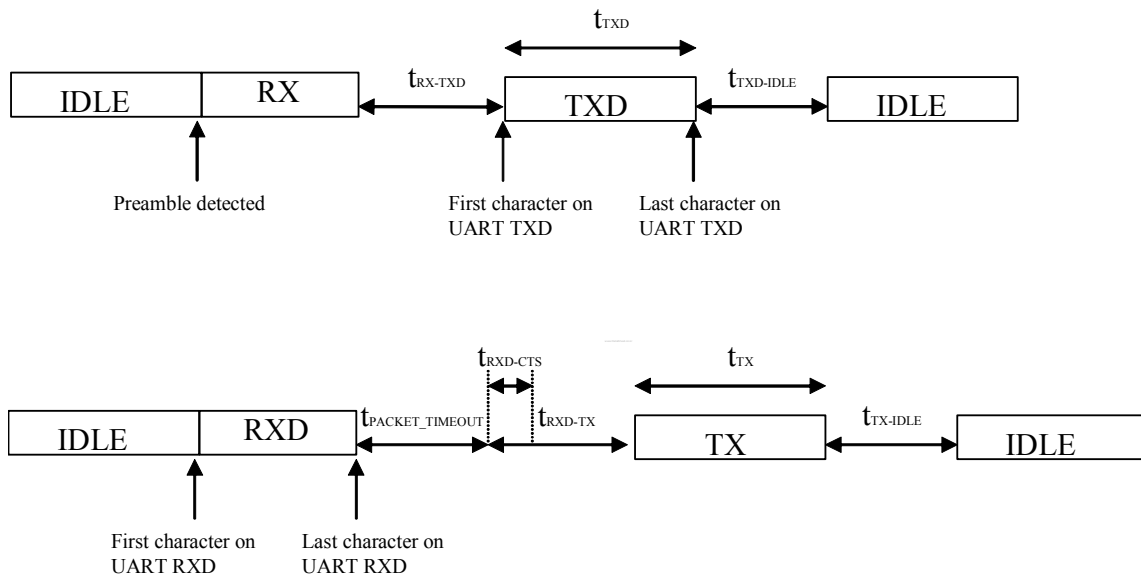 tTXD
IDLE
RX
tRX-TXD
TXD
tTXD-IDLE
IDLE
Preamble detected
First character on
UART TXD
Last character on
UART TXD
tRXD-CTS
tTX
IDLE
RXD
tPACKET_TIMEOUT
tRXD-TX
TX
tTX-IDLE
IDLE
First character on
UART RXD
Last character on
UART RXD